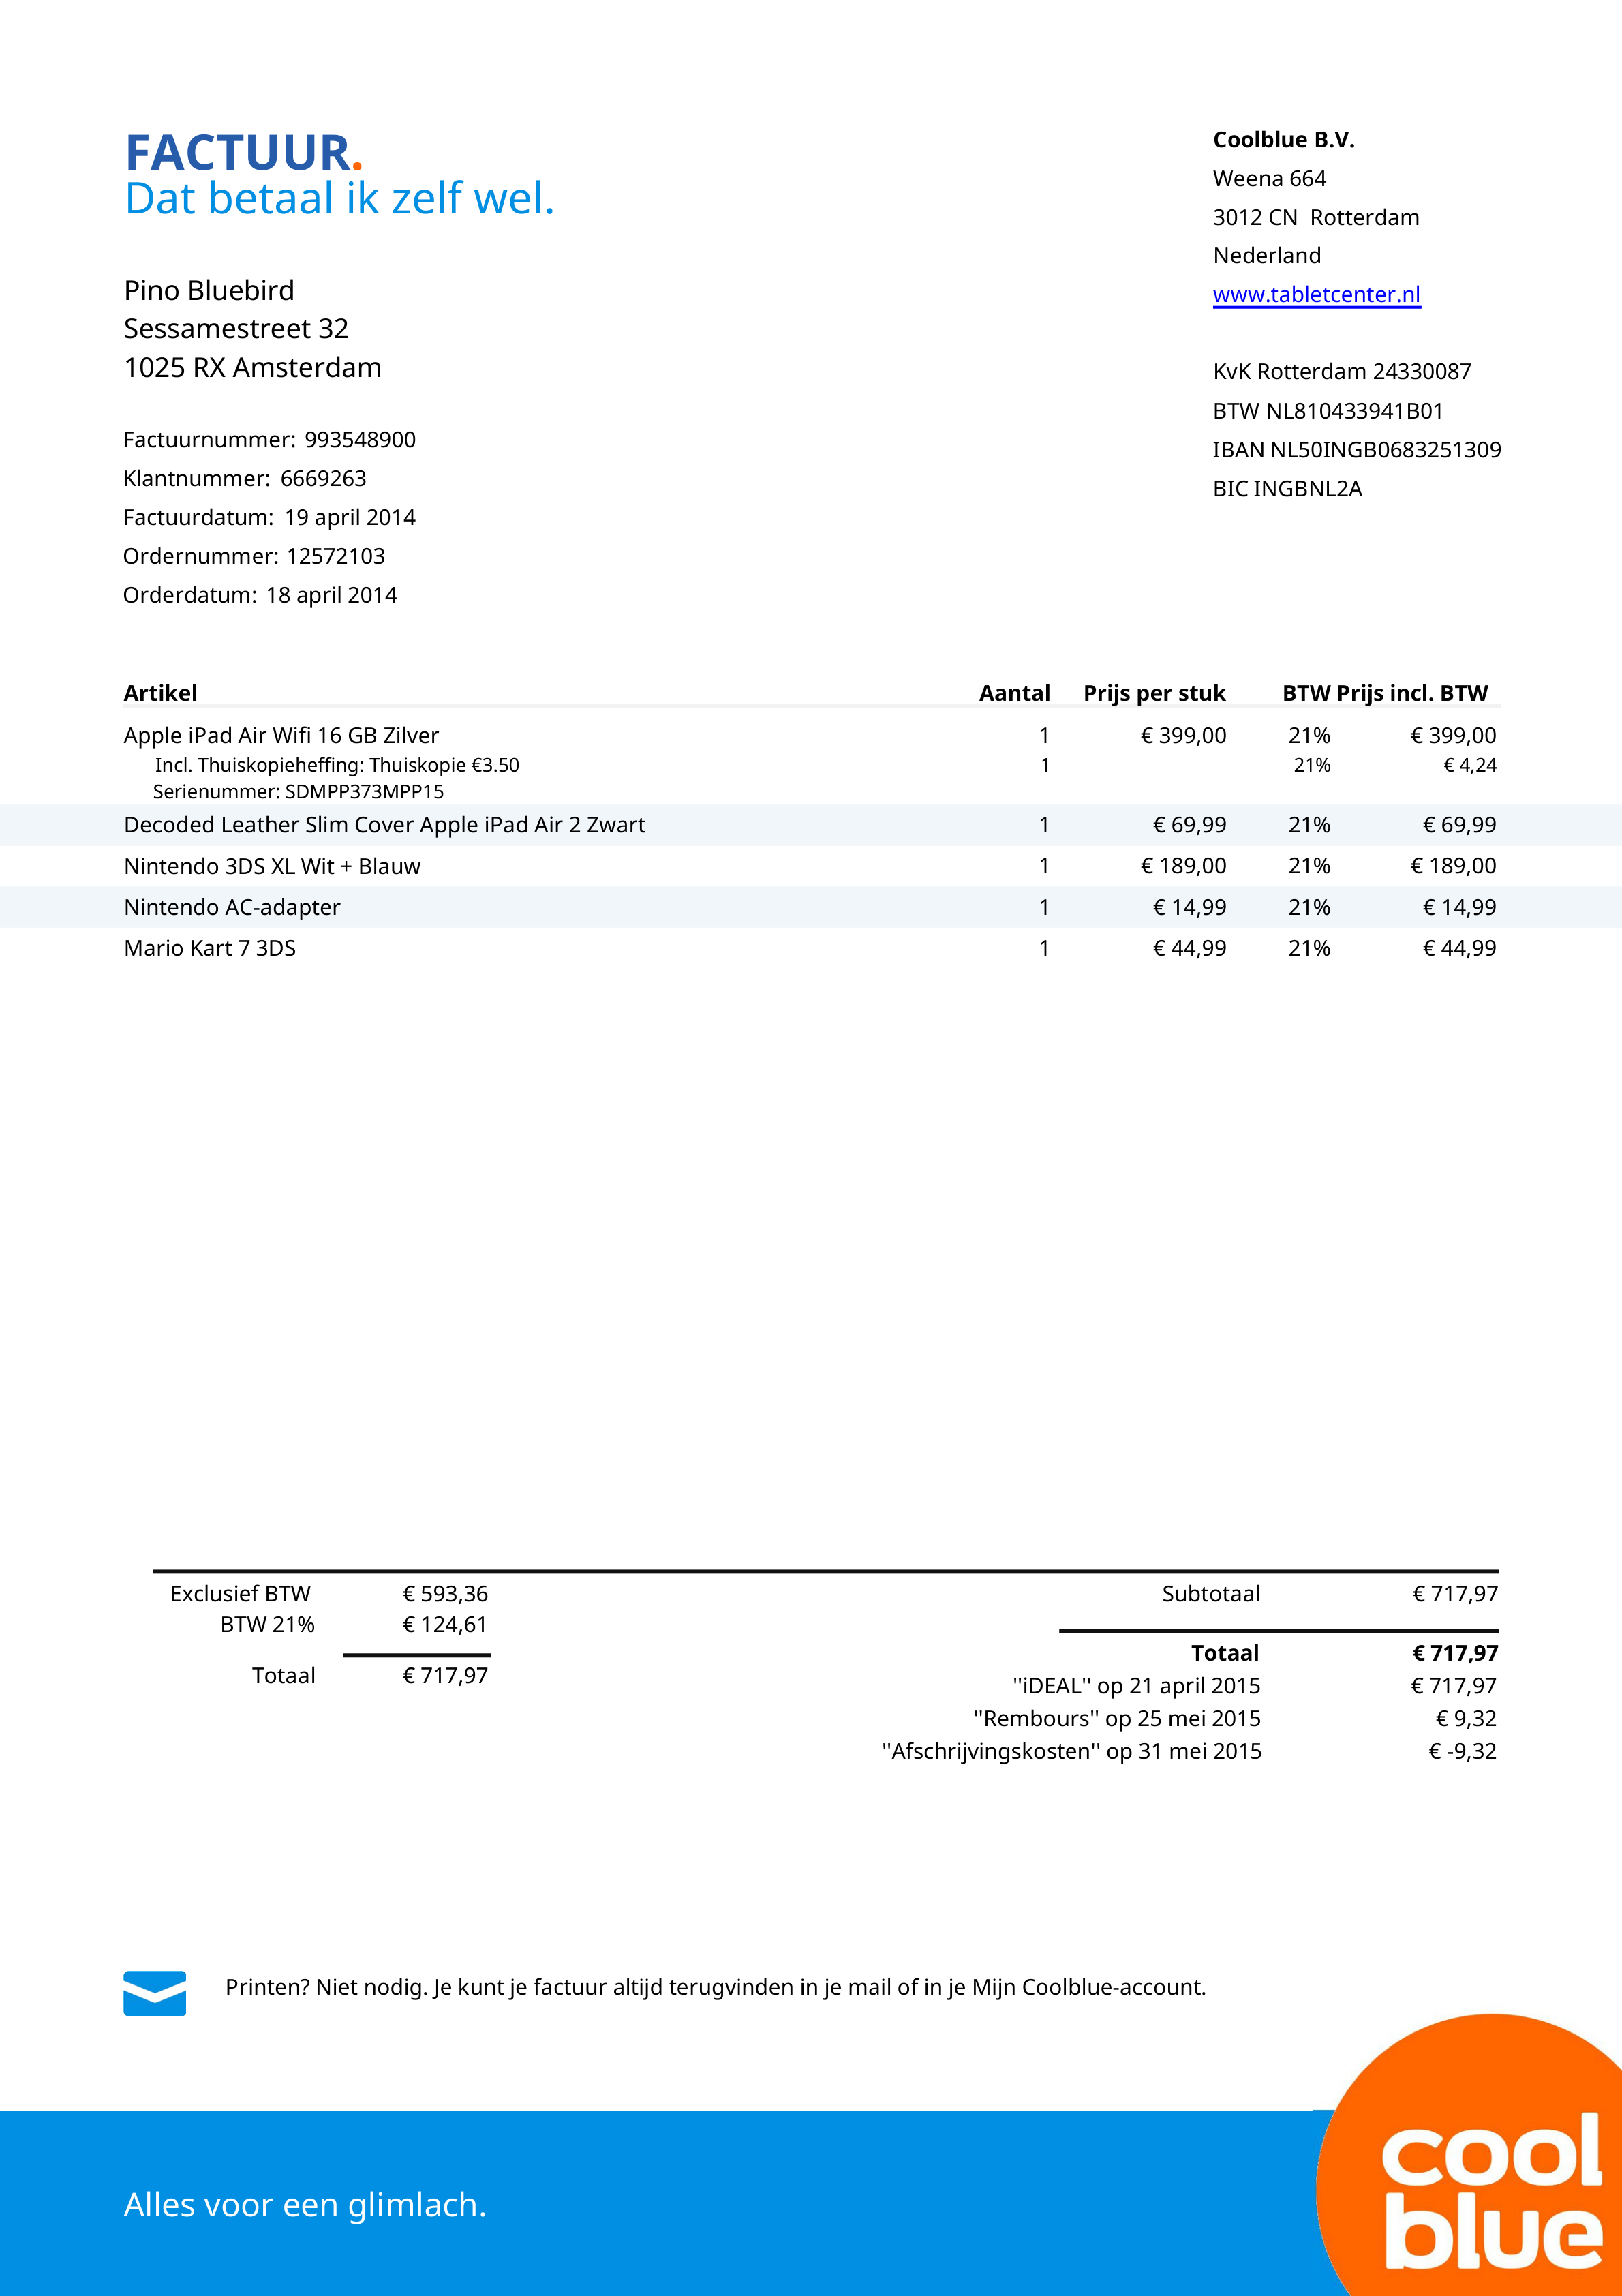 FACTUUR.
Dat betaal ik zelf wel.
Pino Bluebird
Sessamestreet 32
1025 RX Amsterdam
Factuurnummer: 993548900
Klantnummer: 6669263
Factuurdatum: 19 april 2014
Ordernummer: 12572103
Orderdatum: 18 april 2014
Coolblue B.V.
Weena 664
3012 CN Rotterdam
Nederland
www.tabletcenter.nl
KvK Rotterdam 24330087
BTW NL810433941B01
IBAN NL50INGB0683251309
BIC INGBNL2A
Artikel Aantal Prijs per stuk BTW Prijs incl. BTW
Apple iPad Air Wifi 16 GB Zilver 1 € 399,00 21% € 399,00
Incl. Thuiskopieheffing: Thuiskopie €3.50 1 21% € 4,24
Serienummer: SDMPP373MPP15
Decoded Leather Slim Cover Apple iPad Air 2 Zwart 1 € 69,99 21% € 69,99
Nintendo 3DS XL Wit + Blauw 1 € 189,00 21% € 189,00
Nintendo AC-adapter 1 € 14,99 21% € 14,99
Mario Kart 7 3DS 1 € 44,99 21% € 44,99
Exclusief BTW € 593,36
BTW 21% € 124,61
Totaal € 717,97
Subtotaal € 717,97
Totaal € 717,97
''iDEAL'' op 21 april 2015 € 717,97
''Rembours'' op 25 mei 2015 € 9,32
''Afschrijvingskosten'' op 31 mei 2015 € -9,32
Printen? Niet nodig. Je kunt je factuur altijd terugvinden in je mail of in je Mijn Coolblue-account.
Alles voor een glimlach.
cool
blue